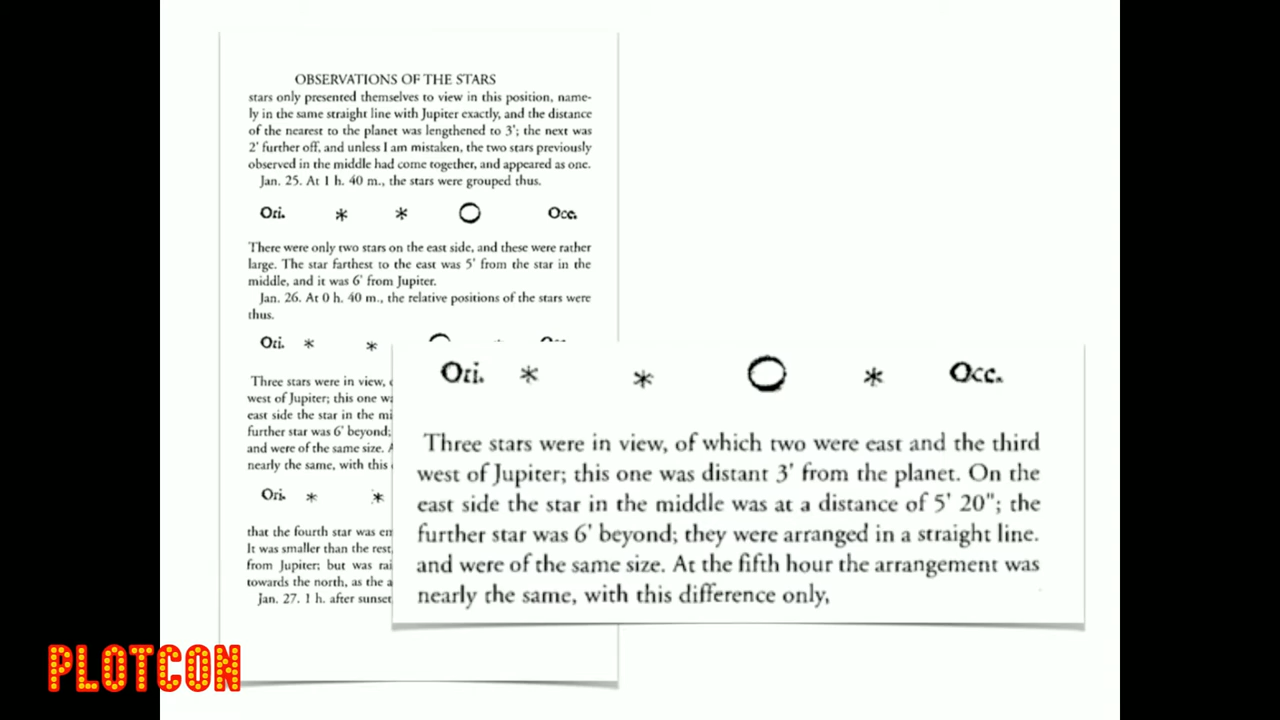 OBSERVATIONS OF THE STARS
stars only presented themselves to view in this position, name-
ly in the same straight line with Jupiter exactly, and the distance
of the nearest to the planet was lengthened to 3'; the next was
2' further off, and unless I am mistaken, the two stars previously
observed in the middle had come together, and appeared as one.
Jan. 25. At 1 h. 40 m., the stars were grouped thus.
Ori. * * O Occ.
There were only two stars on the east side, and these were rather
large. The star farthest to the east was 5' from the star in the
middle, and it was 6' from Jupiter.
Jan. 26. At 0 h. 40 m., the relative positions of the stars were
thus.
Ori. * *
Three stars were in view,
west of Jupiter; this one
east side the star in the
further star was 6' beyond;
and were of the same size.
nearly the same, with this
Ori. * *
that the fourth star was
It was smaller than the rest
from Jupiter; but was
towards the north, as the
Jan. 27. 1 h. after sunset
Ori. * * O * Occ.
Three stars were in view, of which two were east and the third
west of Jupiter; this one was distant 3' from the planet. On the
east side the star in the middle was at a distance of 5' 20"; the
further star was 6' beyond; they were arranged in a straight line.
and were of the same size. At the fifth hour the arrangement was
nearly the same, with this difference only,
PLOTCON